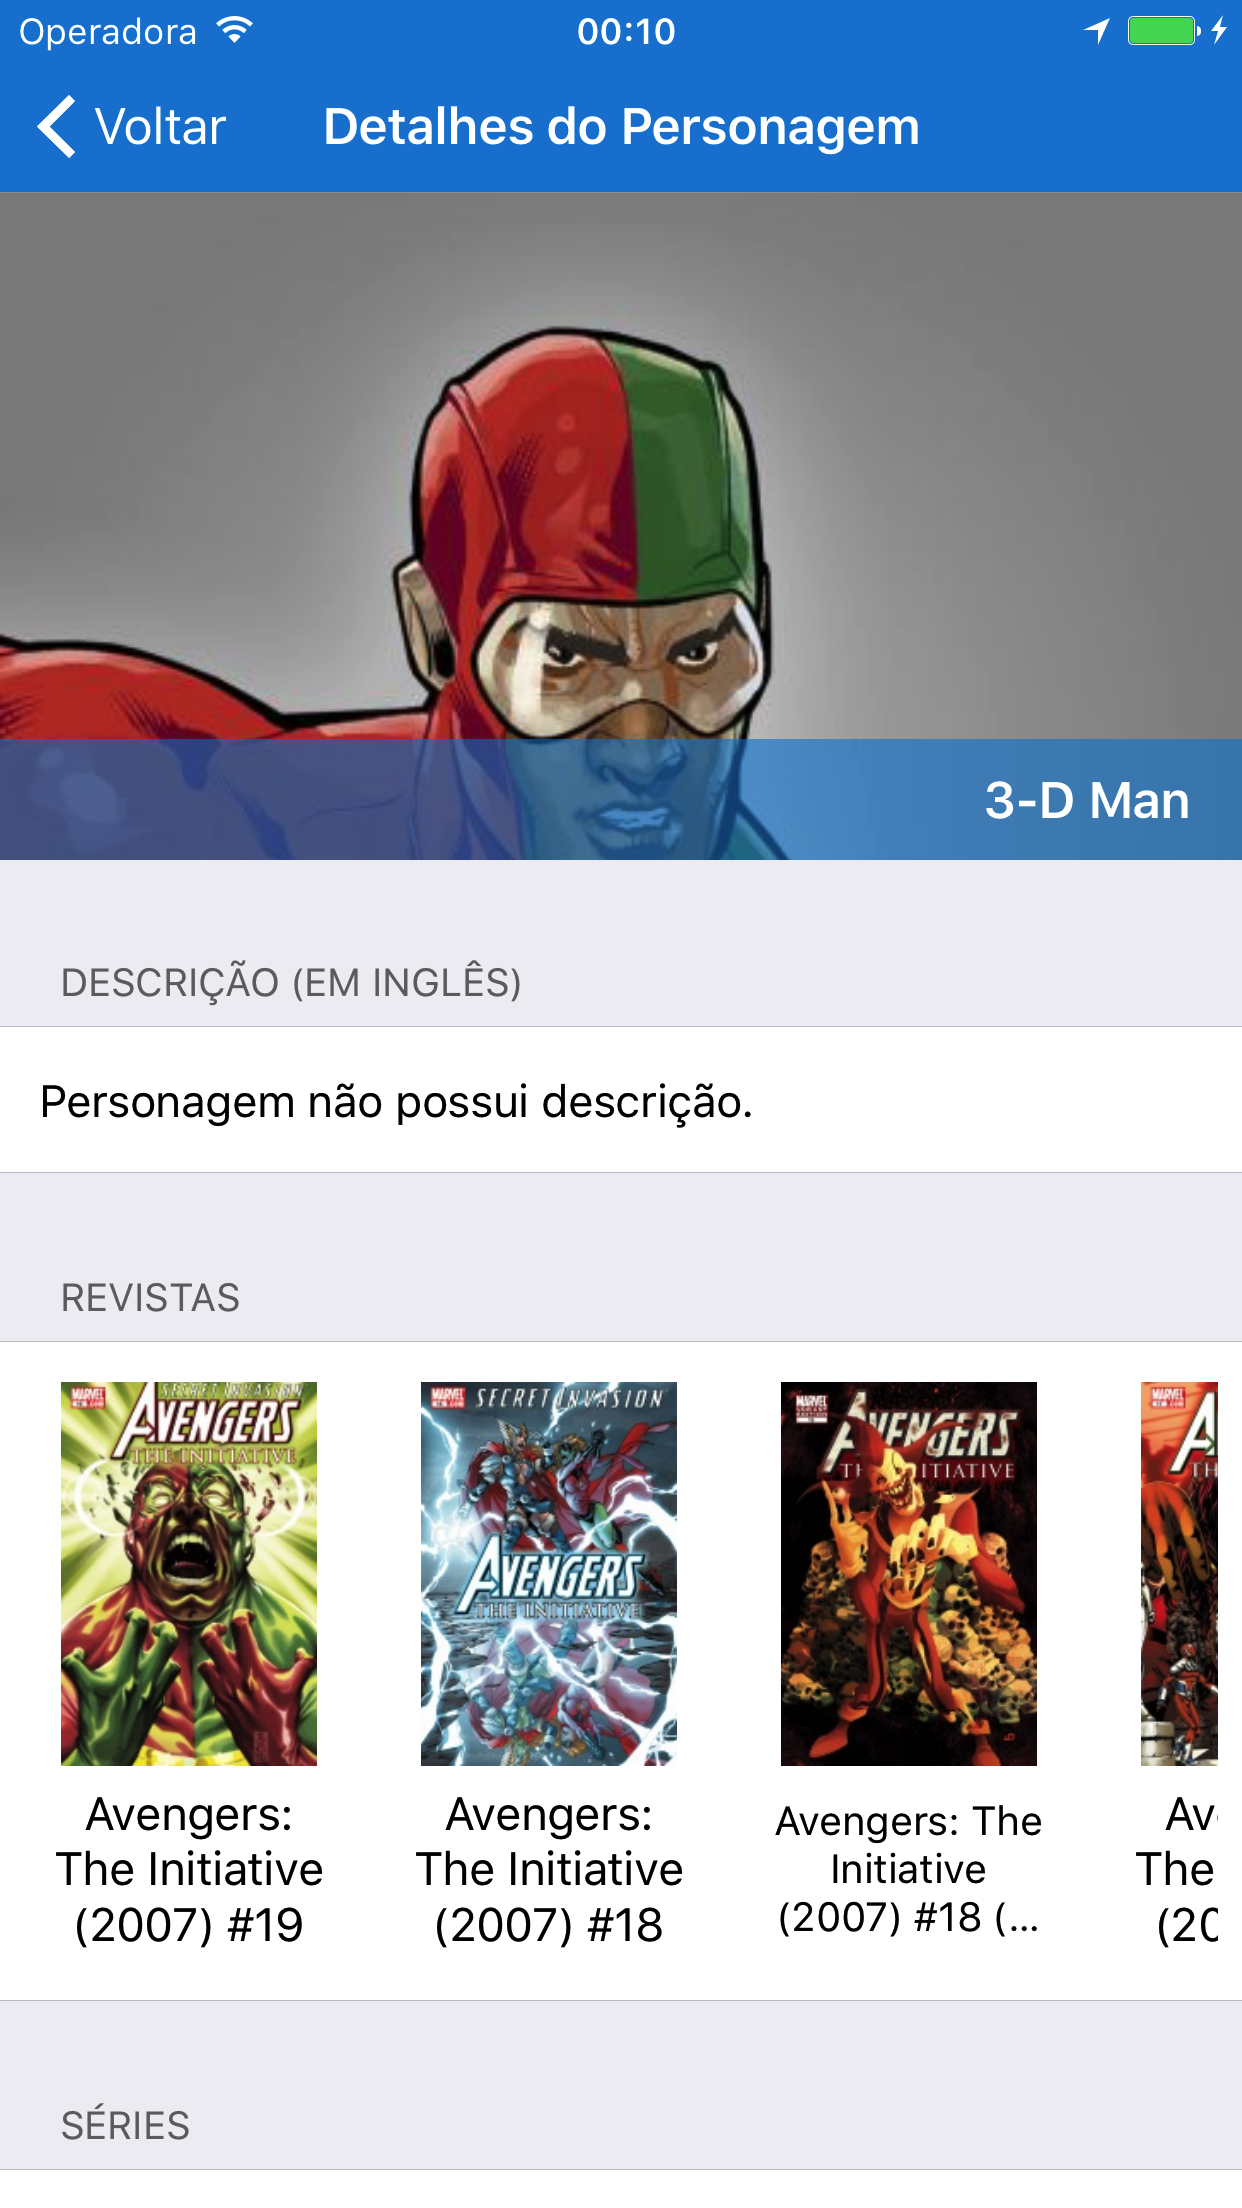 Operadora 00:10
Voltar Detalhes do Personagem
3-D Man
DESCRIÇÃO (EM INGLÊS)
Personagem não possui descrição.
REVISTAS
MARVEL SECRET INVASION
AVENGERS
THE INITIATIVE
MARVEL SECRET INVASION
AVENGERS
THE INITIATIVE
MARVEL
AVENGERS
TH ITIATIVE
MARVEL
A
TH
Avengers:
The Initiative
(2007) #19
Avengers:
The Initiative
(2007) #18
Avengers: The
Initiative
(2007) #18 (...
Av
The
(20
SÉRIES